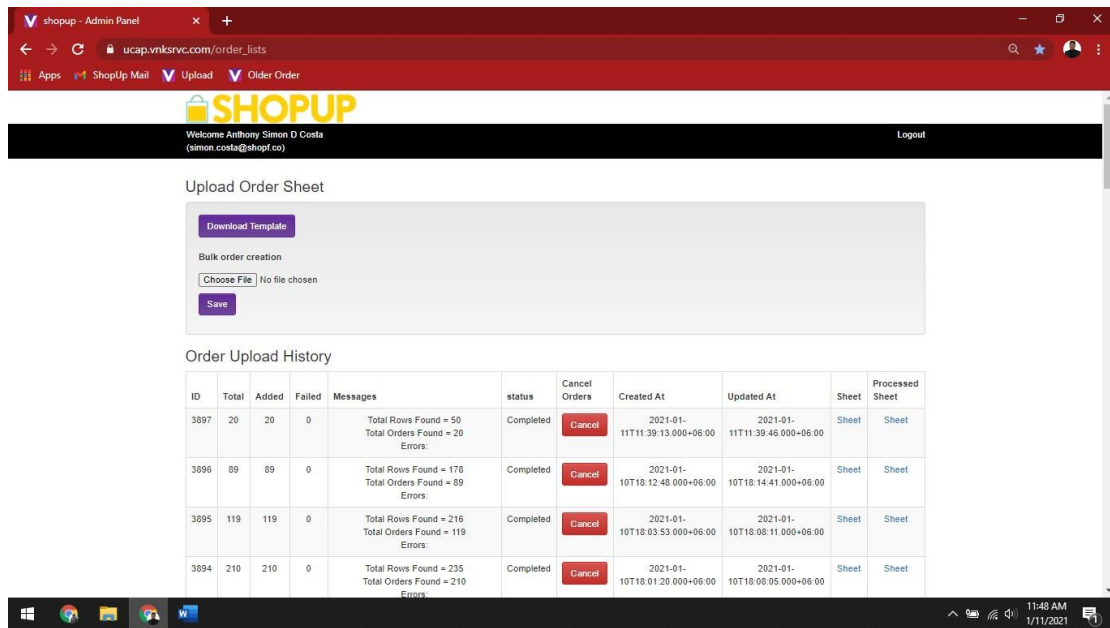 shopup - Admin Panel
ucap.vnksrvc.com/order_lists
Apps ShopUp Mail Upload Older Order
SHOPUP
Welcome Anthony Simon D Costa
(simon.costa@shopf.co)
Logout
Upload Order Sheet
Download Template
Bulk order creation
Choose File No file chosen
Save
Order Upload History
ID Total Added Failed Messages status Cancel Orders Created At Updated At Sheet Processed Sheet
3897 20 20 0 Total Rows Found = 50 Completed Cancel 2021-01- 2021-01- Sheet Sheet
Total Orders Found = 20 11T11:39:13.000+06:00 11T11:39:46.000+06:00
Errors:
3896 89 89 0 Total Rows Found = 178 Completed Cancel 2021-01- 2021-01- Sheet Sheet
Total Orders Found = 89 10T18:12:48.000+06:00 10T18:14:41.000+06:00
Errors:
3895 119 119 0 Total Rows Found = 216 Completed Cancel 2021-01- 2021-01- Sheet Sheet
Total Orders Found = 119 10T18:03:53.000+06:00 10T18:08:11.000+06:00
Errors:
3894 210 210 0 Total Rows Found = 235 Completed Cancel 2021-01- 2021-01- Sheet Sheet
Total Orders Found = 210 10T18:01:20.000+06:00 10T18:08:05.000+06:00
Errors:
11:48 AM
1/11/2021